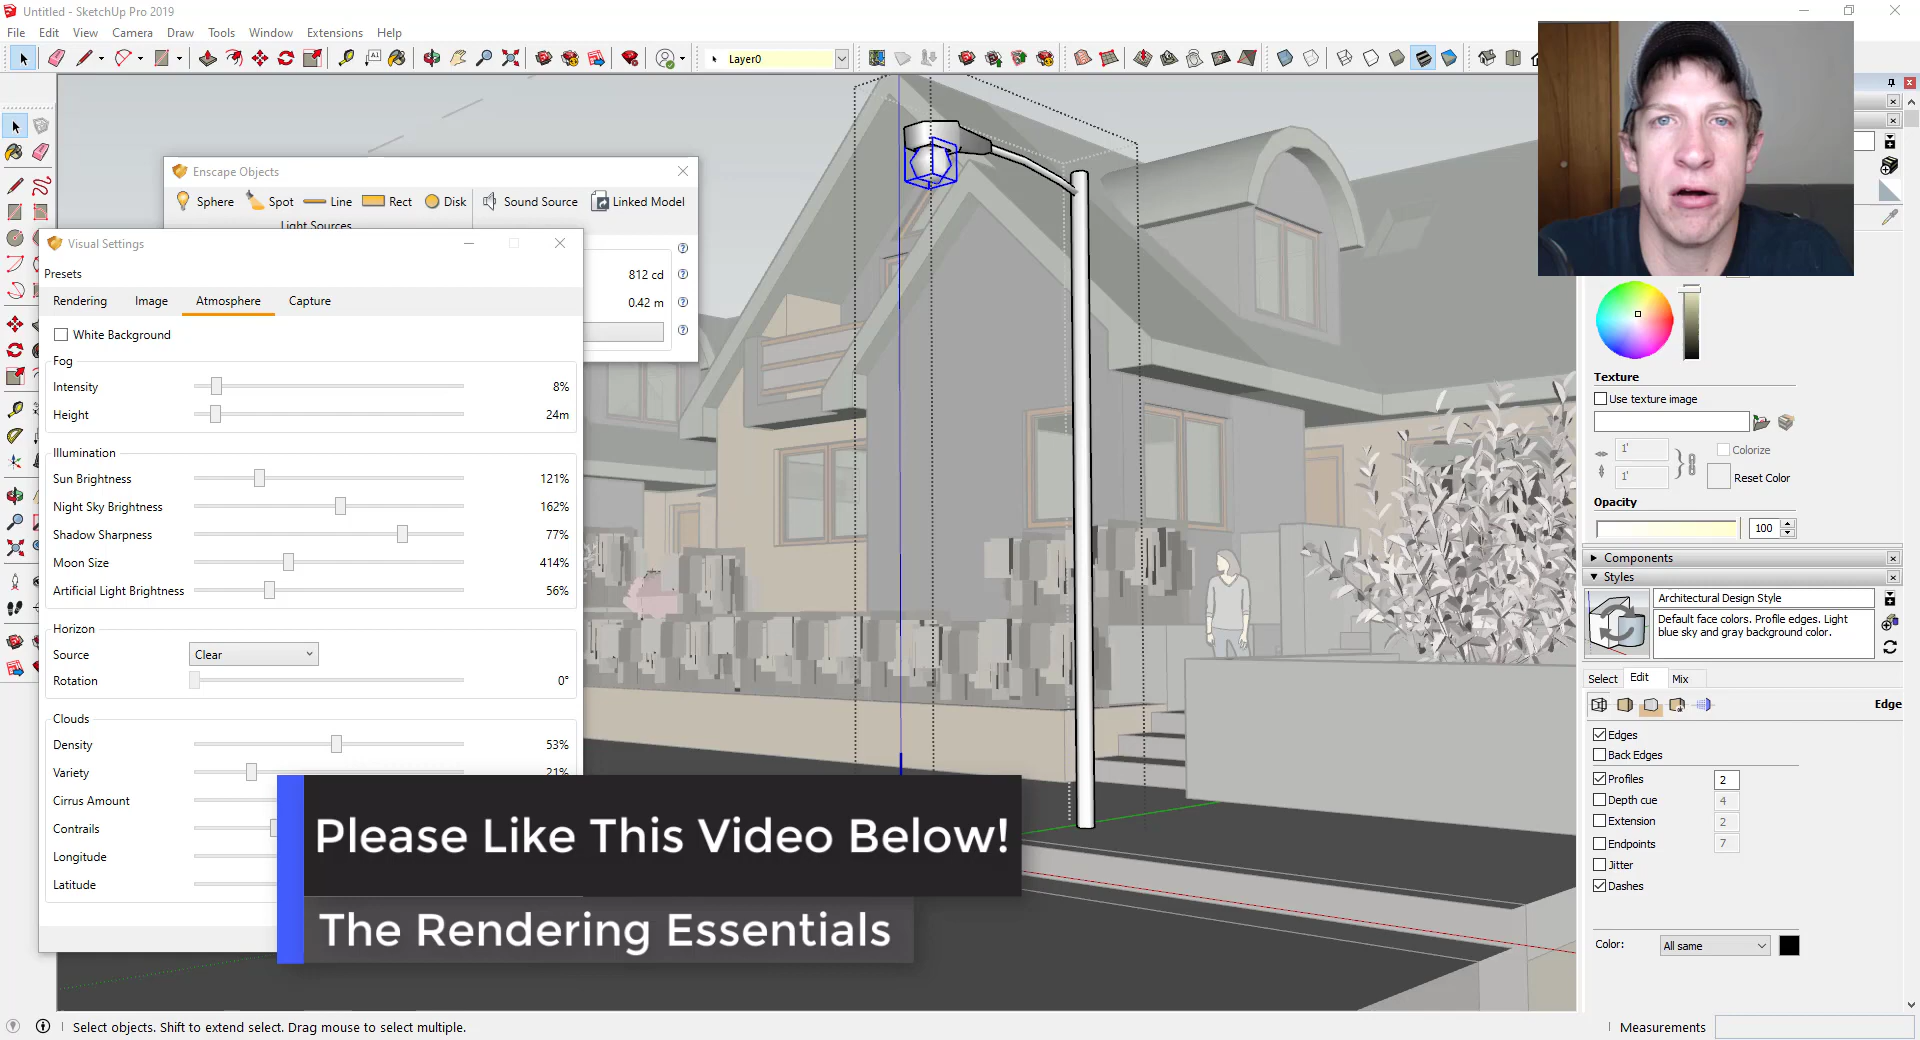 Untitled - SketchUp Pro 2019
File Edit View Camera Draw Tools Window Extensions Help
Layer0
Enscape Objects
Sphere Spot Line Rect Disk Sound Source Linked Model
Light Sources
812 cd
0.42 m
Visual Settings
Presets
Rendering Image Atmosphere Capture
White Background
Fog
Intensity 8%
Height 24m
Illumination
Sun Brightness 121%
Night Sky Brightness 162%
Shadow Sharpness 77%
Moon Size 414%
Artificial Light Brightness 56%
Horizon
Source Clear
Rotation 0°
Clouds
Density 53%
Variety 21%
Cirrus Amount
Contrails
Longitude
Latitude
Please Like This Video Below!
The Rendering Essentials
Texture
Use texture image
1' Colorize
1' Reset Color
Opacity
100
Components
Styles
Architectural Design Style
Default face colors. Profile edges. Light
blue sky and gray background color.
Select Edit Mix
Edge
Edges
Back Edges
Profiles 2
Depth cue 4
Extension 2
Endpoints 7
Jitter
Dashes
Color: All same
Select objects. Shift to extend select. Drag mouse to select multiple.
Measurements